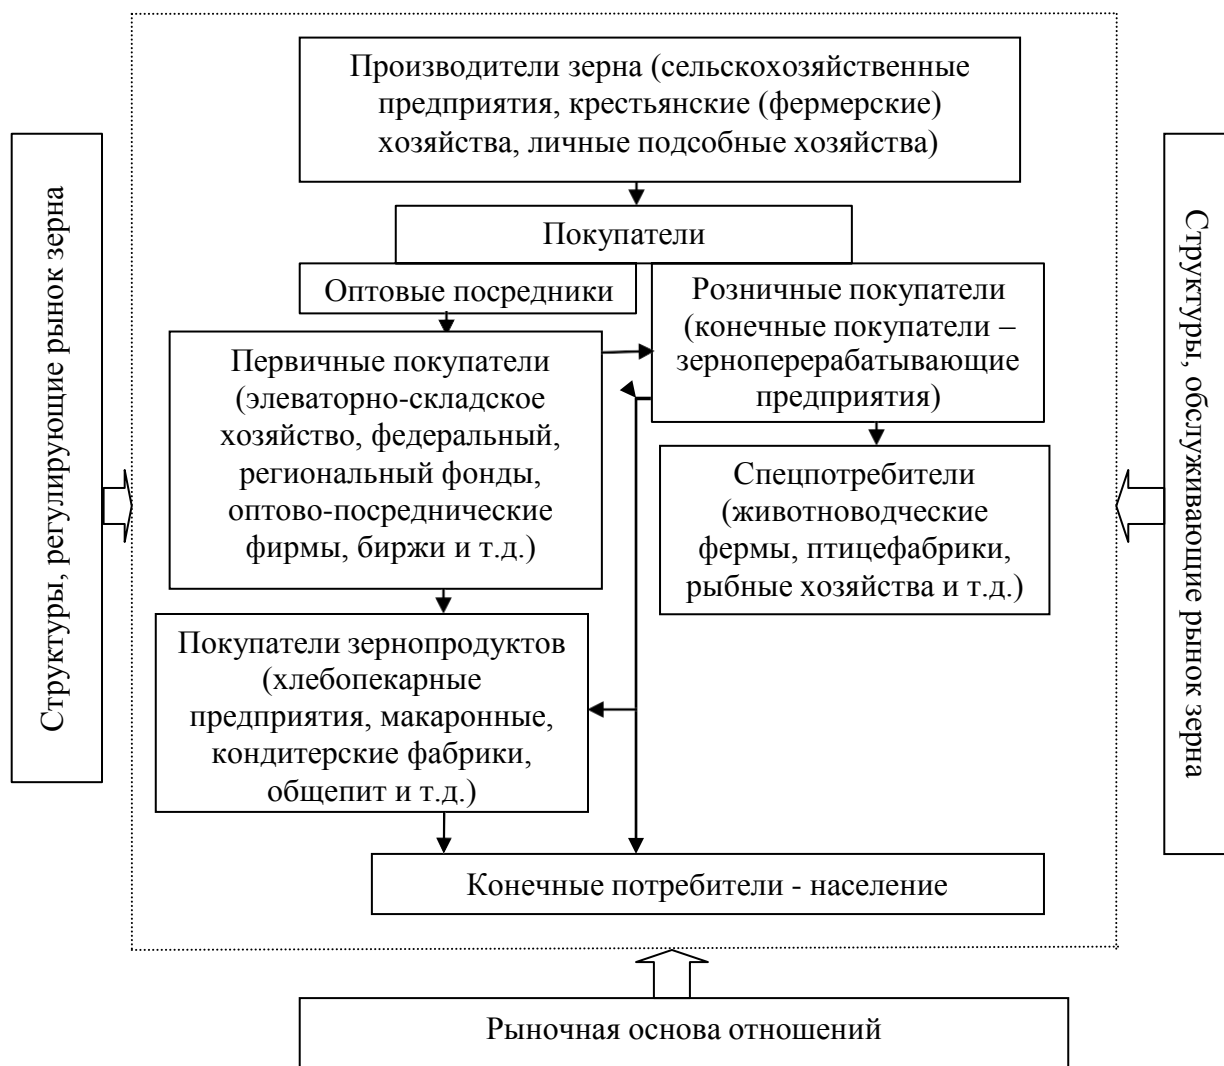 Производители зерна (сельскохозяйственные
предприятия, крестьянские (фермерские)
хозяйства, личные подсобные хозяйства)
Покупатели
Оптовые посредники
Розничные покупатели
(конечные покупатели –
зерноперерабатывающие
предприятия)
Первичные покупатели
(элеваторно-складское
хозяйство, федеральный,
региональный фонды,
оптово-посреднические
фирмы, биржи и т.д.)
Спецпотребители
(животноводческие
фермы, птицефабрики,
рыбные хозяйства и т.д.)
Покупатели зернопродуктов
(хлебопекарные
предприятия, макаронные,
кондитерские фабрики,
общепит и т.д.)
Конечные потребители - население
Рыночная основа отношений
Структуры, регулирующие рынок зерна
Структуры, обслуживающие рынок зерна